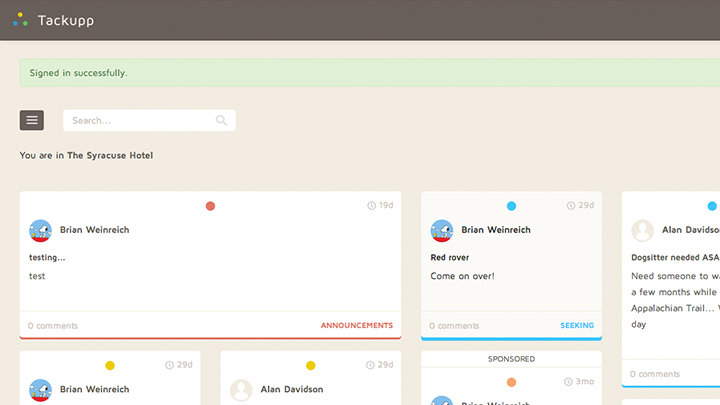 Tackupp
Signed in successfully.
Search...
You are in The Syracuse Hotel
19d
Brian Weinreich
testing...
test
0 comments
ANNOUNCEMENTS
29d
Brian Weinreich
Red rover
Come on over!
0 comments
SEEKING
Alan Davidson
Dogsitter needed ASA
Need someone to wa
a few months while
Appalachian Trail... W
day
0 comments
29d
Brian Weinreich
29d
Alan Davidson
SPONSORED
3mo
Brian Weinreich